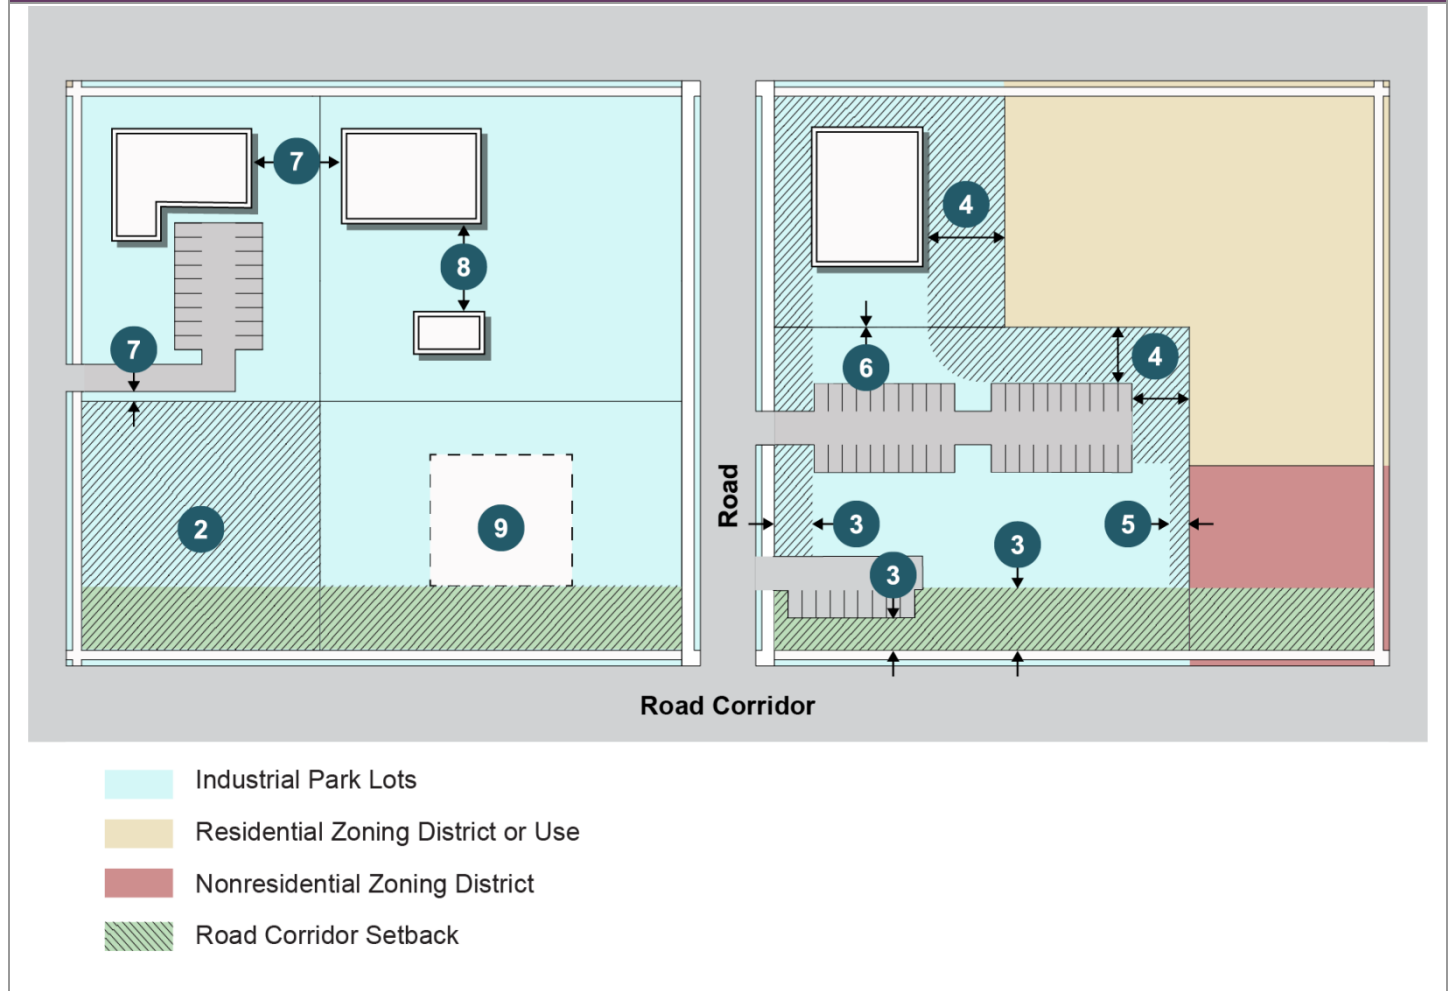 7
4
8
7
4
6
Road
2
9
3
5
3
3
Road Corridor
Industrial Park Lots
Residential Zoning District or Use
Nonresidential Zoning District
Road Corridor Setback